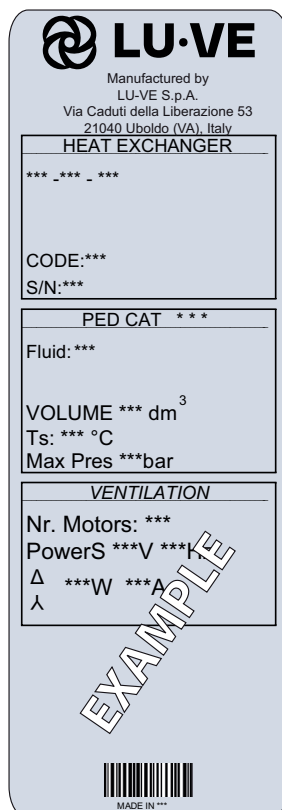 LU·VE
Manufactured by
LU-VE S.p.A.
Via Caduti della Liberazione 53
21040 Uboldo (VA), Italy
HEAT EXCHANGER
*** -*** - ***
CODE:***
S/N:***
PED CAT * * *
Fluid: ***
VOLUME *** dm³
Ts: *** °C
Max Pres ***bar
VENTILATION
Nr. Motors: ***
PowerS ***V ***H
Δ ***W ***A
⅄
EXAMPLE
MADE IN ***